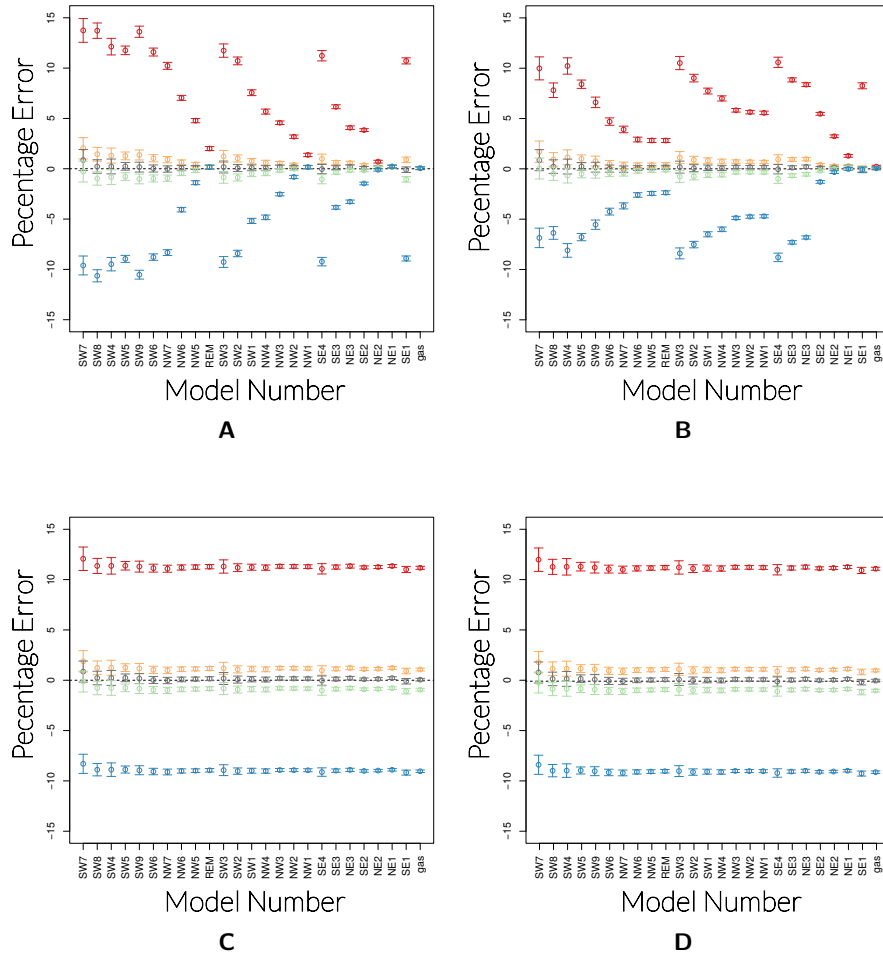 Pecentage Error
15
10
5
0
−5
−10
−15
SW7 SW8 SW4 SW5 SW9 SW6 NW7 NW6 NW5 REM SW3 SW2 SW1 NW4 NW3 NW2 NW1 SE4 SE3 NE3 SE2 NE2 NE1 SE1 gas
Model Number
A
Pecentage Error
15
10
5
0
−5
−10
−15
SW7 SW8 SW4 SW5 SW9 SW6 NW7 NW6 NW5 REM SW3 SW2 SW1 NW4 NW3 NW2 NW1 SE4 SE3 NE3 SE2 NE2 NE1 SE1 gas
Model Number
B
Pecentage Error
15
10
5
0
−5
−10
−15
SW7 SW8 SW4 SW5 SW9 SW6 NW7 NW6 NW5 REM SW3 SW2 SW1 NW4 NW3 NW2 NW1 SE4 SE3 NE3 SE2 NE2 NE1 SE1 gas
Model Number
C
Pecentage Error
15
10
5
0
−5
−10
−15
SW7 SW8 SW4 SW5 SW9 SW6 NW7 NW6 NW5 REM SW3 SW2 SW1 NW4 NW3 NW2 NW1 SE4 SE3 NE3 SE2 NE2 NE1 SE1 gas
Model Number
D